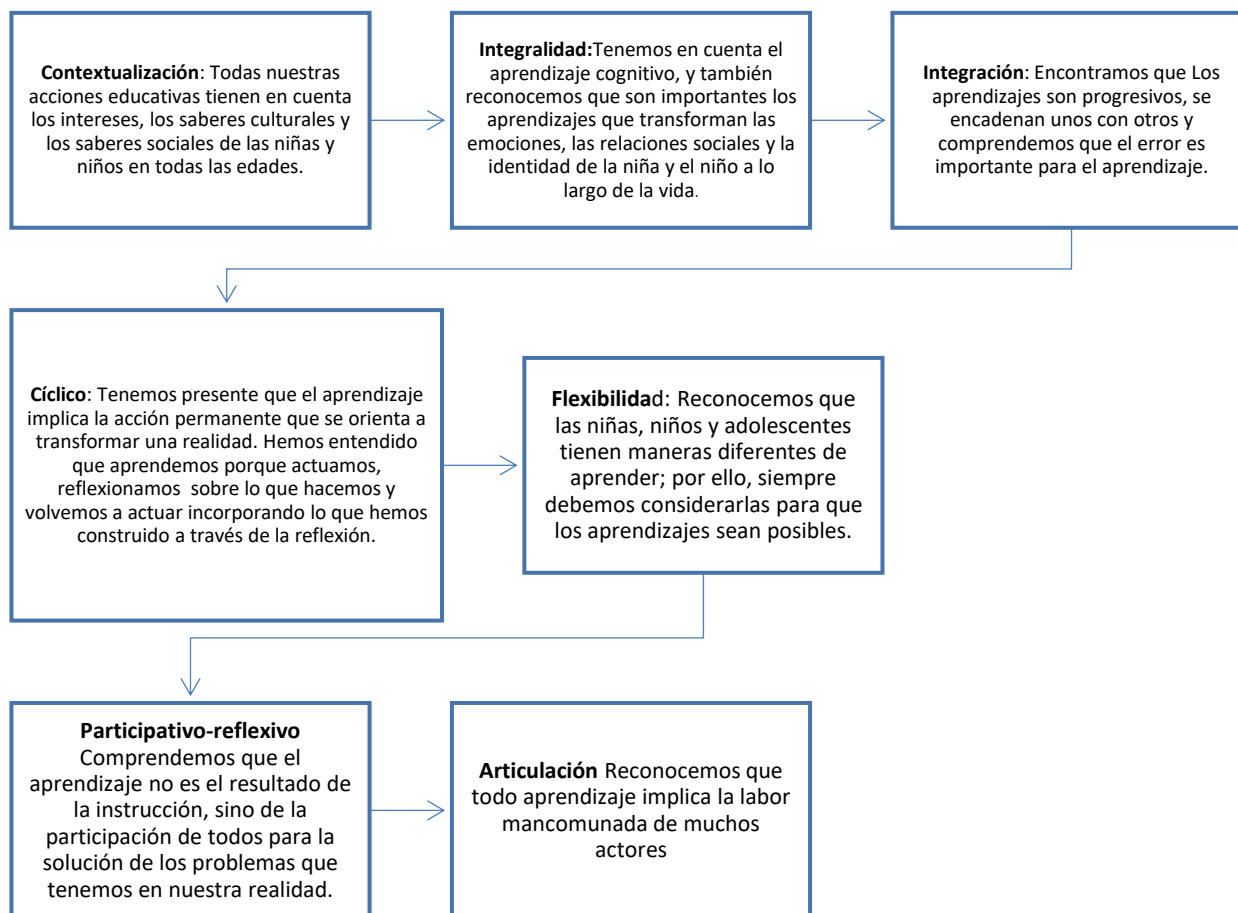 Contextualización: Todas nuestras
acciones educativas tienen en cuenta
los intereses, los saberes culturales y
los saberes sociales de las niñas y
niños en todas las edades.
Integralidad:Tenemos en cuenta el
aprendizaje cognitivo, y también
reconocemos que son importantes los
aprendizajes que transforman las
emociones, las relaciones sociales y la
identidad de la niña y el niño a lo
largo de la vida.
Integración: Encontramos que Los
aprendizajes son progresivos, se
encadenan unos con otros y
comprendemos que el error es
importante para el aprendizaje.
Cíclico: Tenemos presente que el aprendizaje
implica la acción permanente que se orienta a
transformar una realidad. Hemos entendido
que aprendemos porque actuamos,
reflexionamos sobre lo que hacemos y
volvemos a actuar incorporando lo que hemos
construido a través de la reflexión.
Flexibilidad: Reconocemos que
las niñas, niños y adolescentes
tienen maneras diferentes de
aprender; por ello, siempre
debemos considerarlas para que
los aprendizajes sean posibles.
Participativo-reflexivo
Comprendemos que el
aprendizaje no es el resultado de
la instrucción, sino de la
participación de todos para la
solución de los problemas que
tenemos en nuestra realidad.
Articulación Reconocemos que
todo aprendizaje implica la labor
mancomunada de muchos
actores